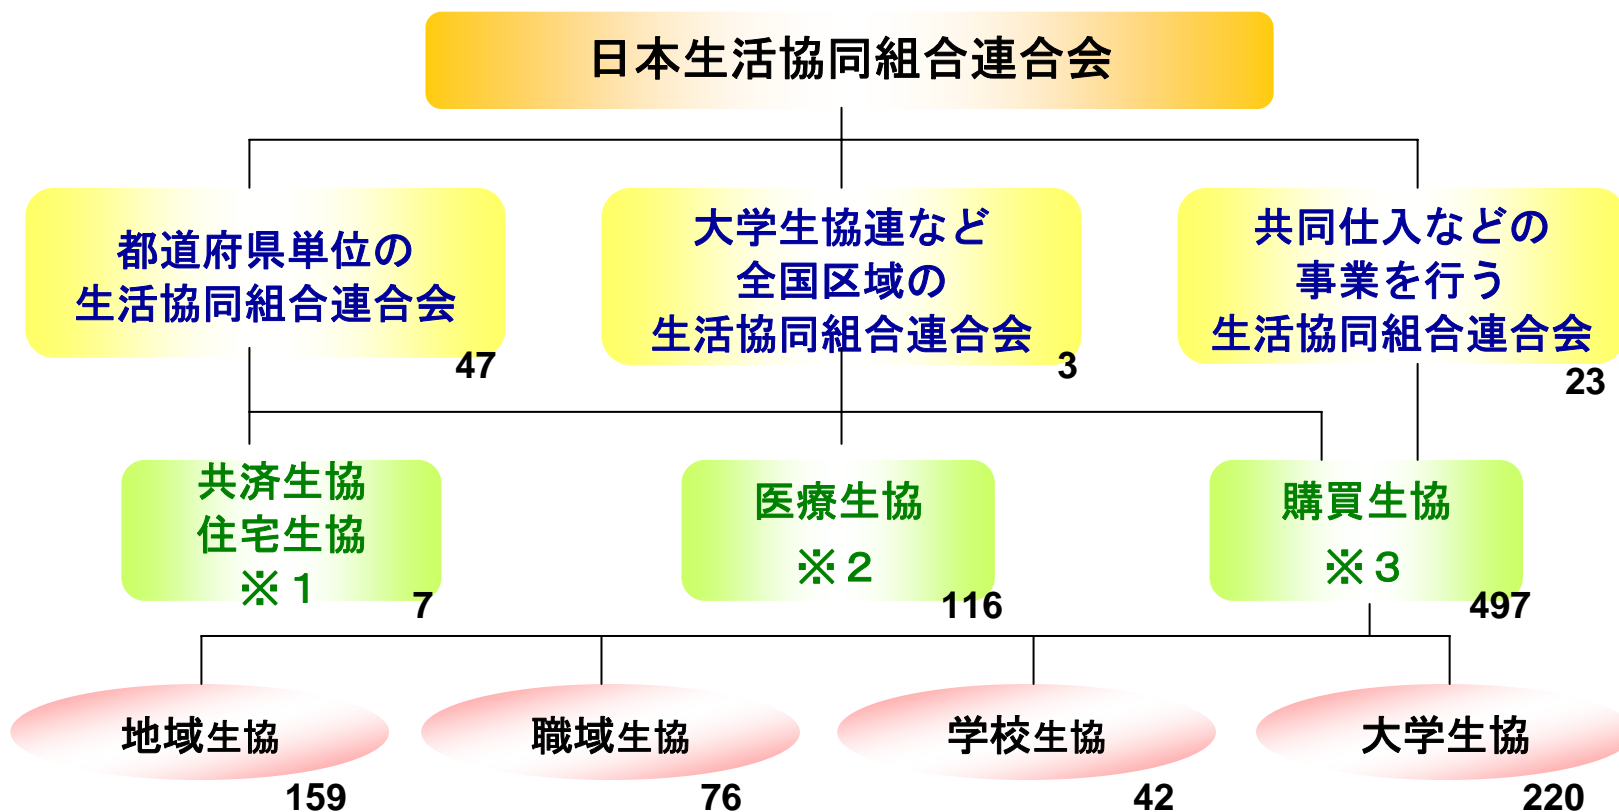 日本生活協同組合連合会
都道府県単位の
生活協同組合連合会
47
大学生協連など
全国区域の
生活協同組合連合会
3
共同仕入などの
事業を行う
生活協同組合連合会
23
共済生協
住宅生協
※１
7
医療生協
※２
116
購買生協
※３
497
地域生協
159
職域生協
76
学校生協
42
大学生協
220